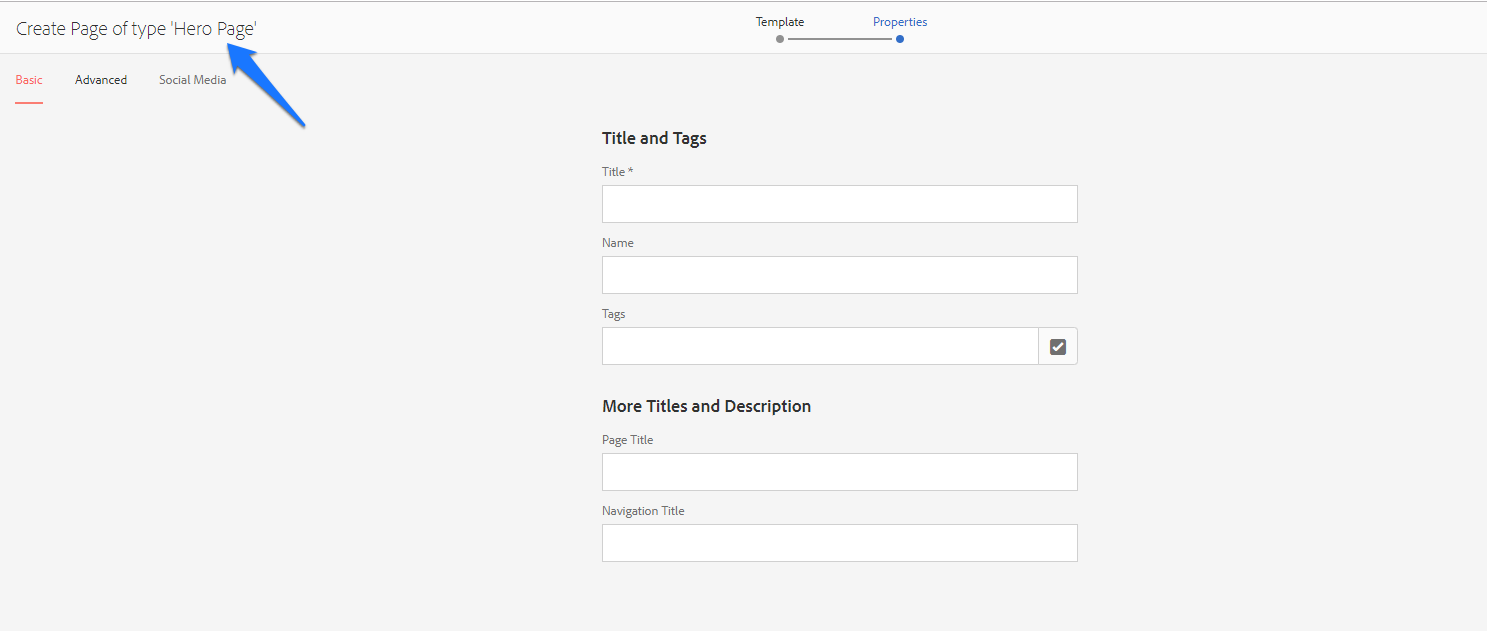 Create Page of type 'Hero Page'
Template
Properties
Basic
Advanced
Social Media
Title and Tags
Title *
Name
Tags
More Titles and Description
Page Title
Navigation Title